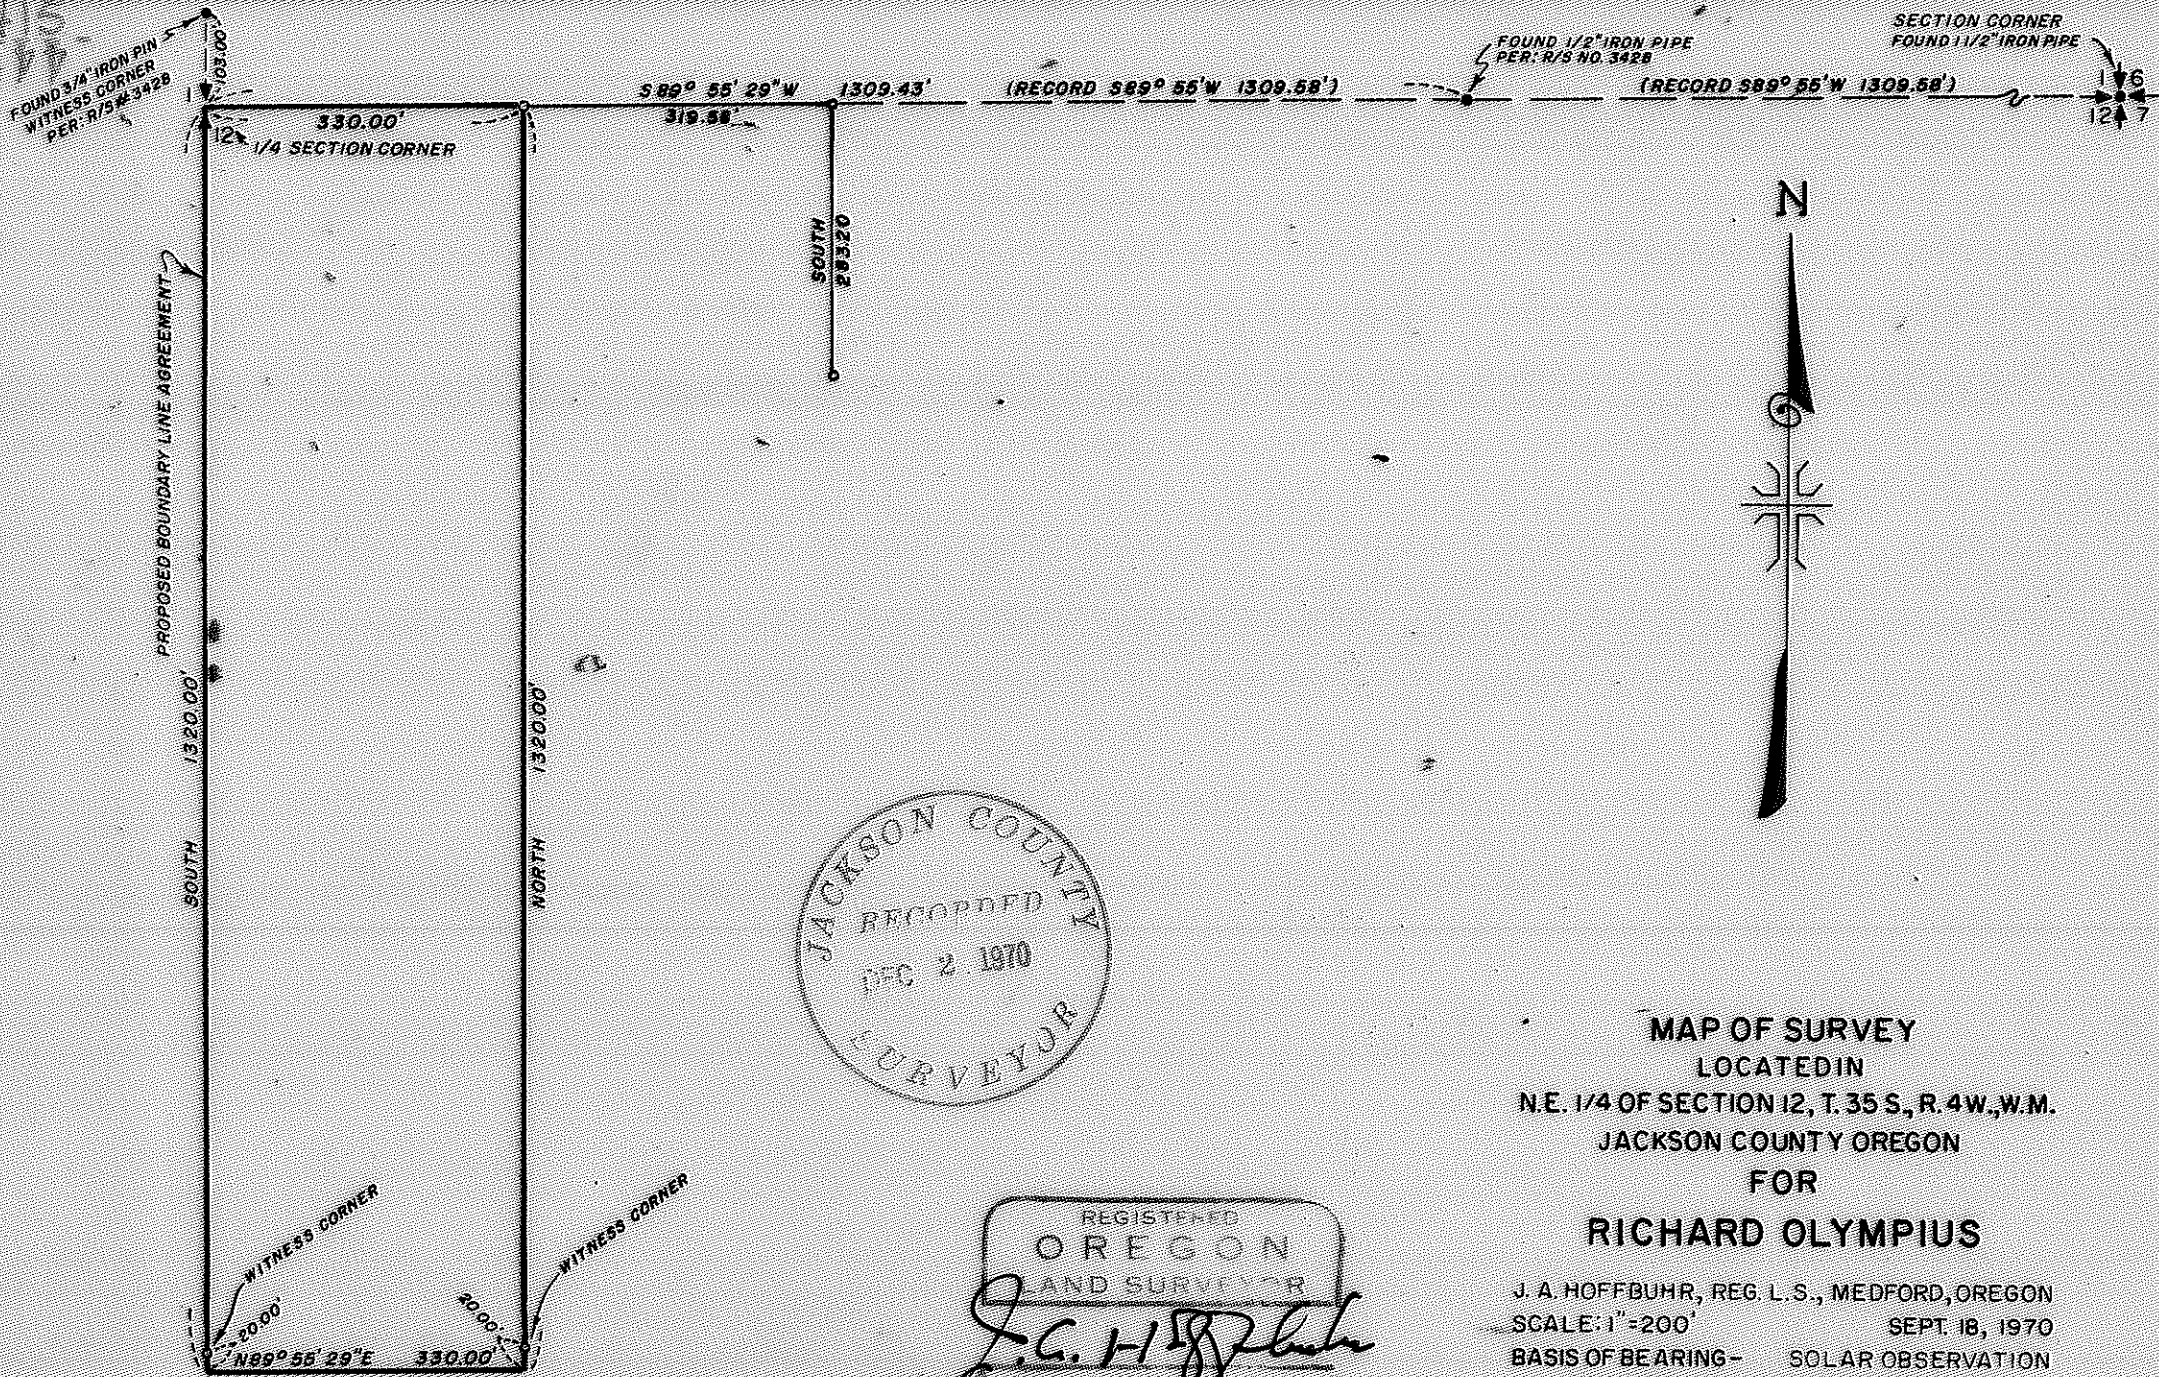 FOUND 3/4" IRON PIN
WITNESS CORNER
PER: R/S # 3428
103.00'
1
12
1/4 SECTION CORNER
330.00'
S 89° 55' 29" W 1309.43'
319.58'
(RECORD S89° 55' W 1309.58')
FOUND 1/2" IRON PIPE
PER: R/S NO. 3428
(RECORD S89° 55' W 1309.58')
SECTION CORNER
FOUND 1 1/2" IRON PIPE
1 6
12 7
SOUTH
283.20
N
PROPOSED BOUNDARY LINE AGREEMENT
SOUTH 1320.00'
NORTH 1320.00'
JACKSON COUNTY
RECORDED
DEC 2 1970
SURVEYOR
WITNESS CORNER
WITNESS CORNER
20.00'
20.00'
N89° 55' 29" E 330.00'
REGISTERED
OREGON
LAND SURVEYOR
MAP OF SURVEY
LOCATED IN
N.E. 1/4 OF SECTION 12, T. 35 S., R. 4 W., W.M.
JACKSON COUNTY OREGON
FOR
RICHARD OLYMPIUS
J. A. HOFFBUHR, REG. L.S., MEDFORD, OREGON
SCALE: 1" = 200' SEPT. 18, 1970
BASIS OF BEARING - SOLAR OBSERVATION